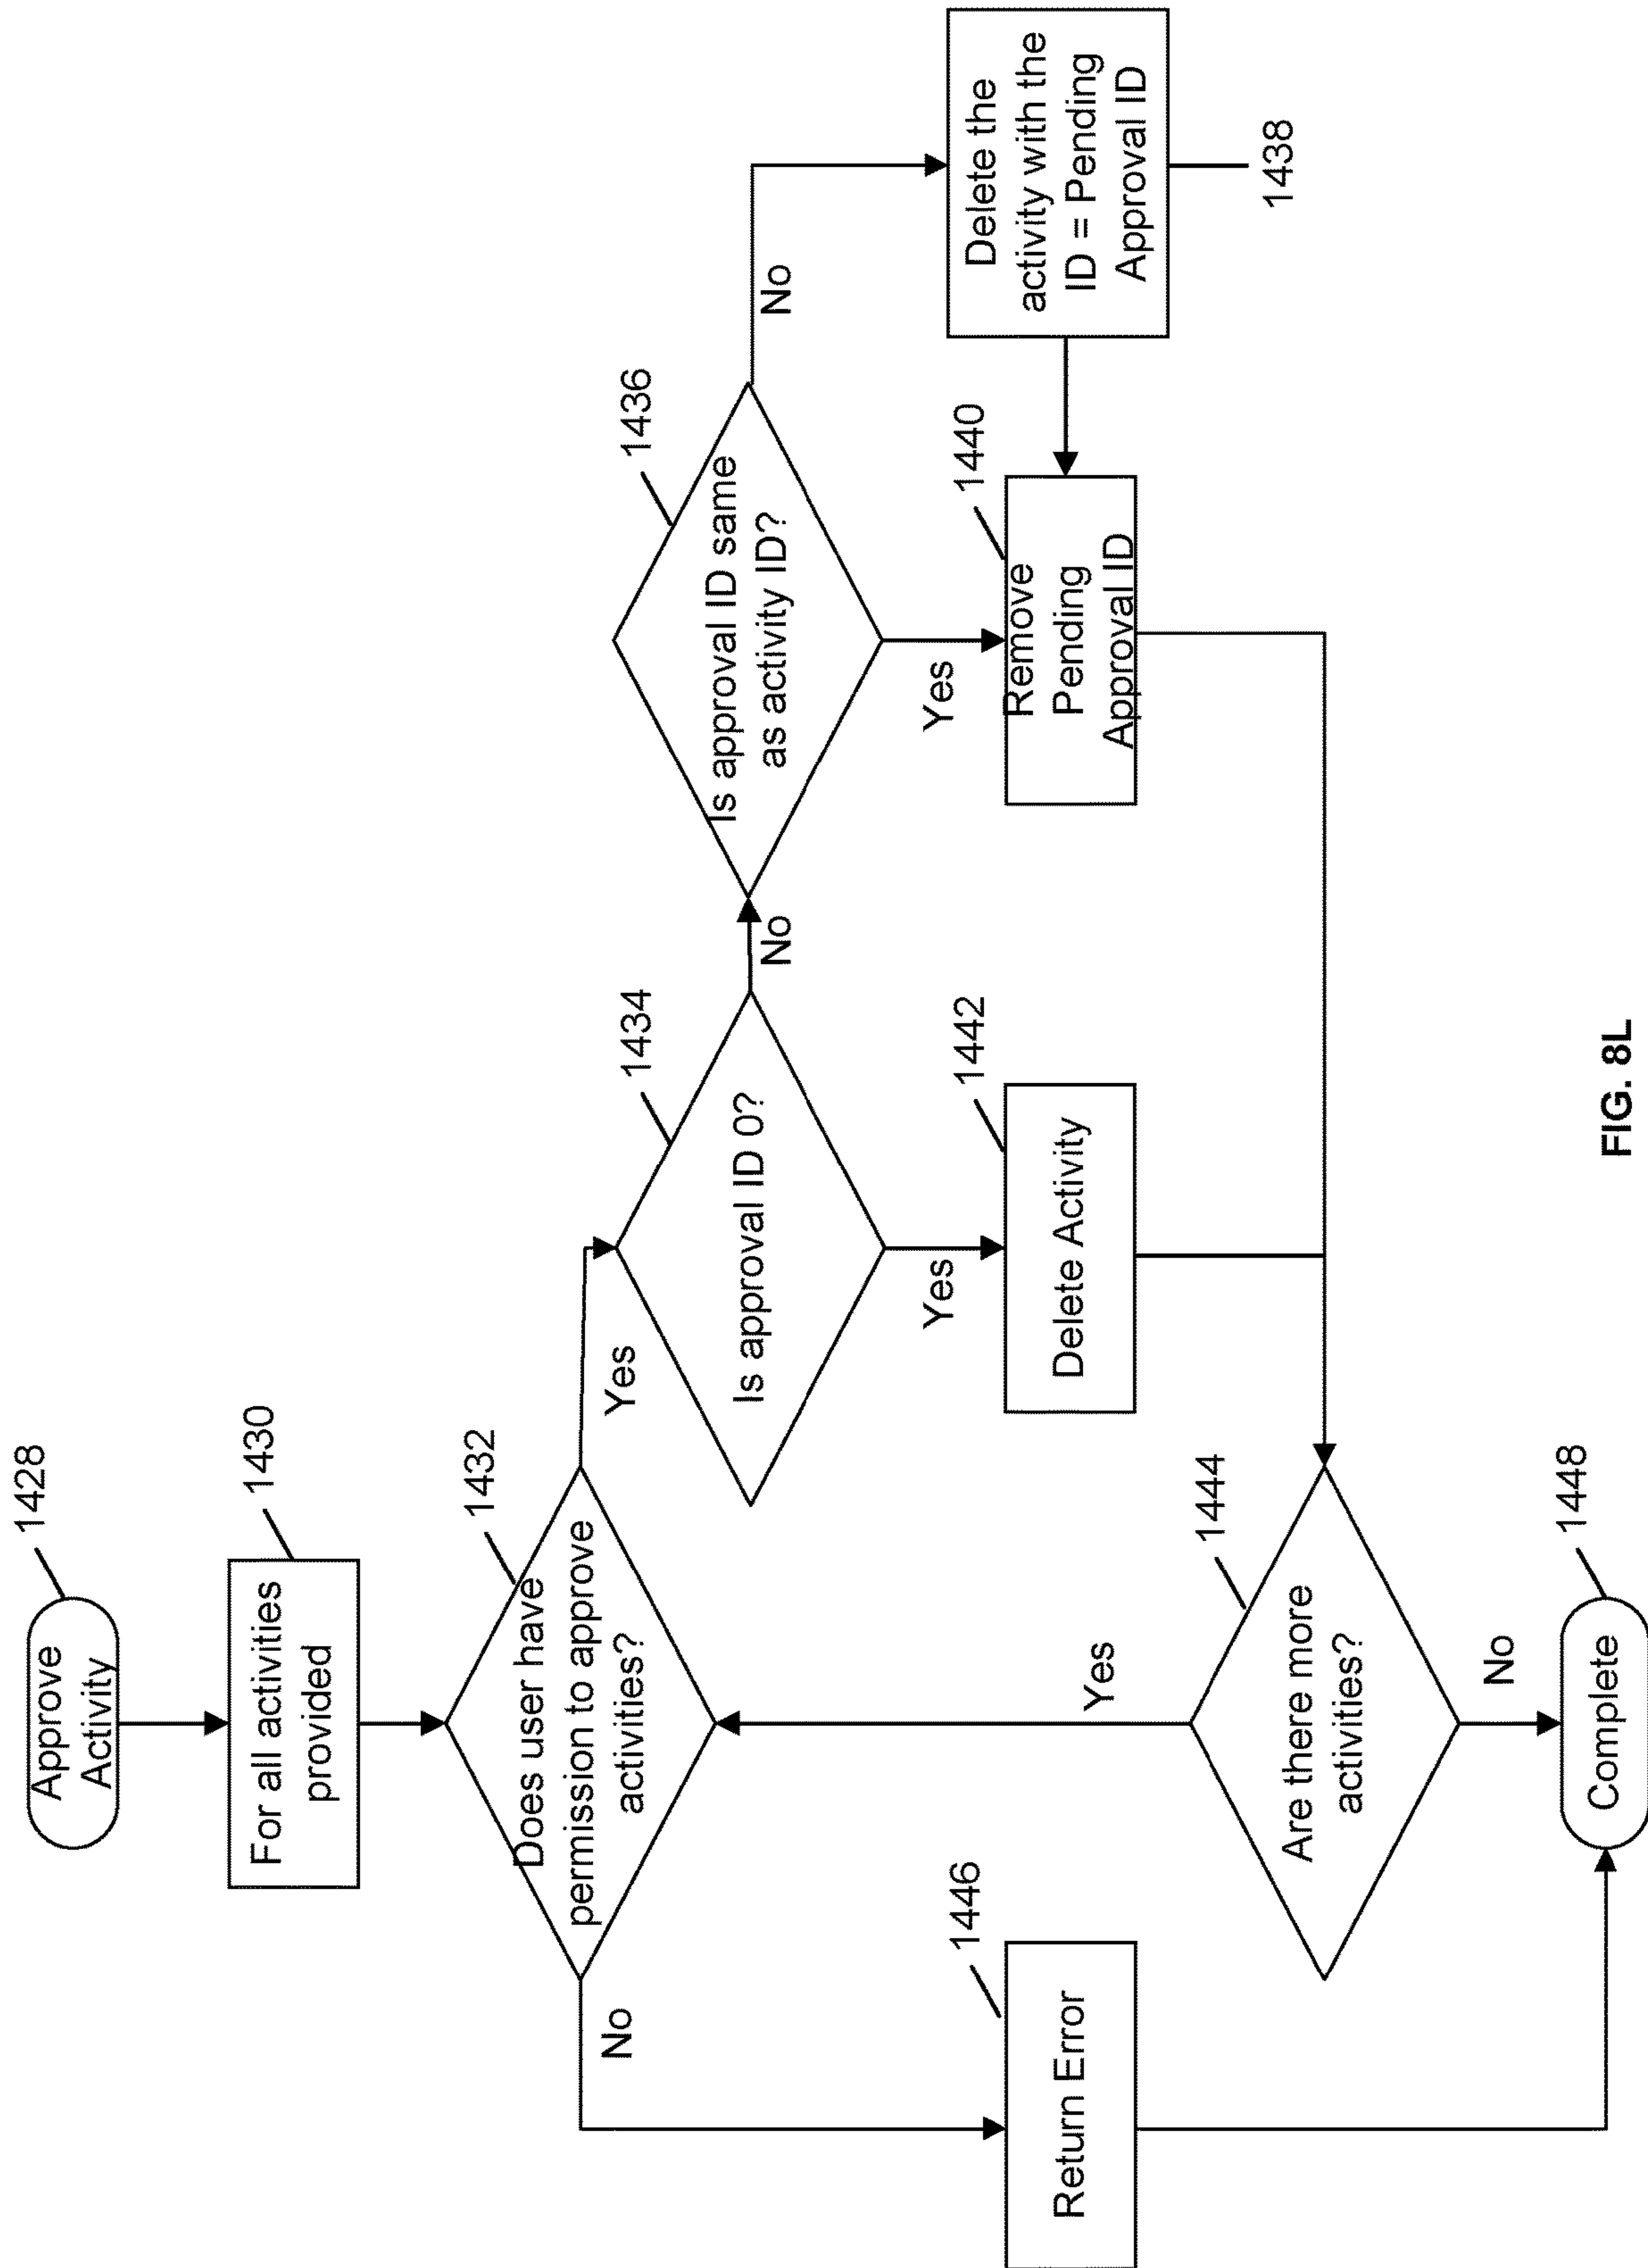 1428
Approve
Activity
1430
For all activities
provided
1432
Does user have
permission to approve
activities?
Yes
No
1434
Is approval ID 0?
No
Yes
1436
Is approval ID same
as activity ID?
No
Yes
1446
Return Error
1442
Delete Activity
1440
Remove
Pending
Approval ID
Delete the
activity with the
ID = Pending
Approval ID
1438
Yes
1444
Are there more
activities?
No
1448
Complete
FIG. 8L